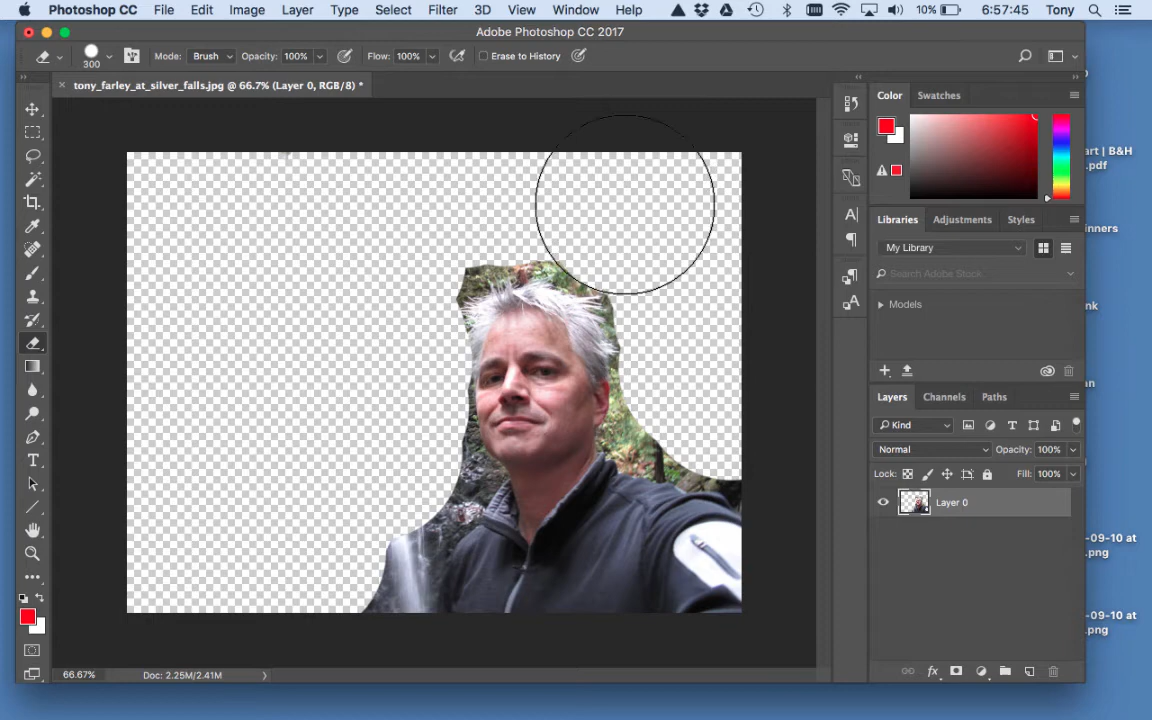 Photoshop CC File Edit Image Layer Type Select Filter 3D View Window Help 10% 6:57:45 Tony
Adobe Photoshop CC 2017
300 Mode: Brush Opacity: 100% Flow: 100% Erase to History
× tony_farley_at_silver_falls.jpg @ 66.7% (Layer 0, RGB/8) *
Color Swatches
art | B&H
.pdf
Libraries Adjustments Styles
inners
My Library
Search Adobe Stock...
Models
ink
an
Layers Channels Paths
Kind
Normal Opacity: 100%
Lock: Fill: 100%
Layer 0
-09-10 at
.png
-09-10 at
.png
66.67% Doc: 2.25M/2.41M
fx